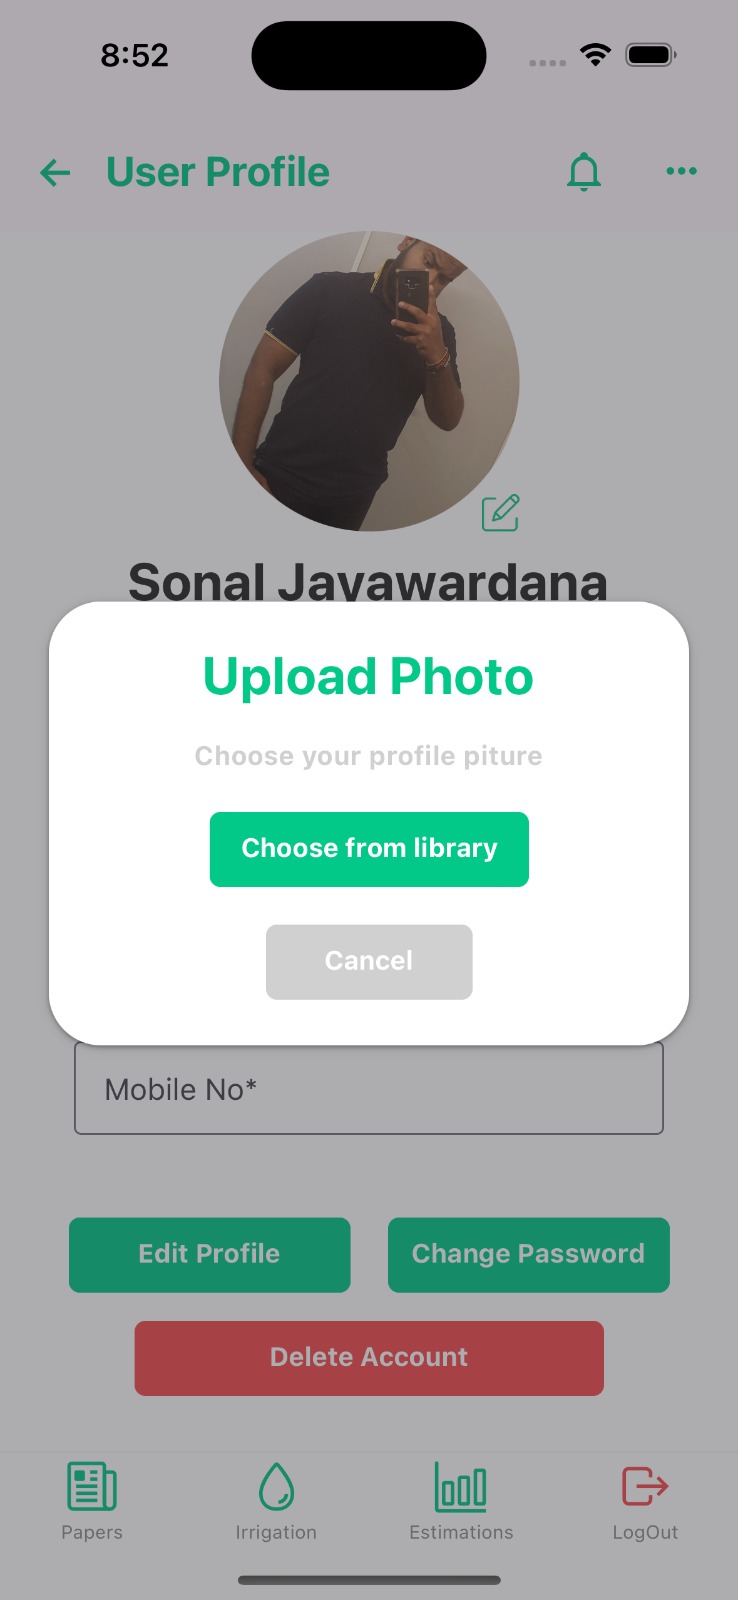 8:52
User Profile
Sonal Jayawardana
Upload Photo
Choose your profile piture
Choose from library
Cancel
Mobile No*
Edit Profile
Change Password
Delete Account
Papers
Irrigation
Estimations
LogOut